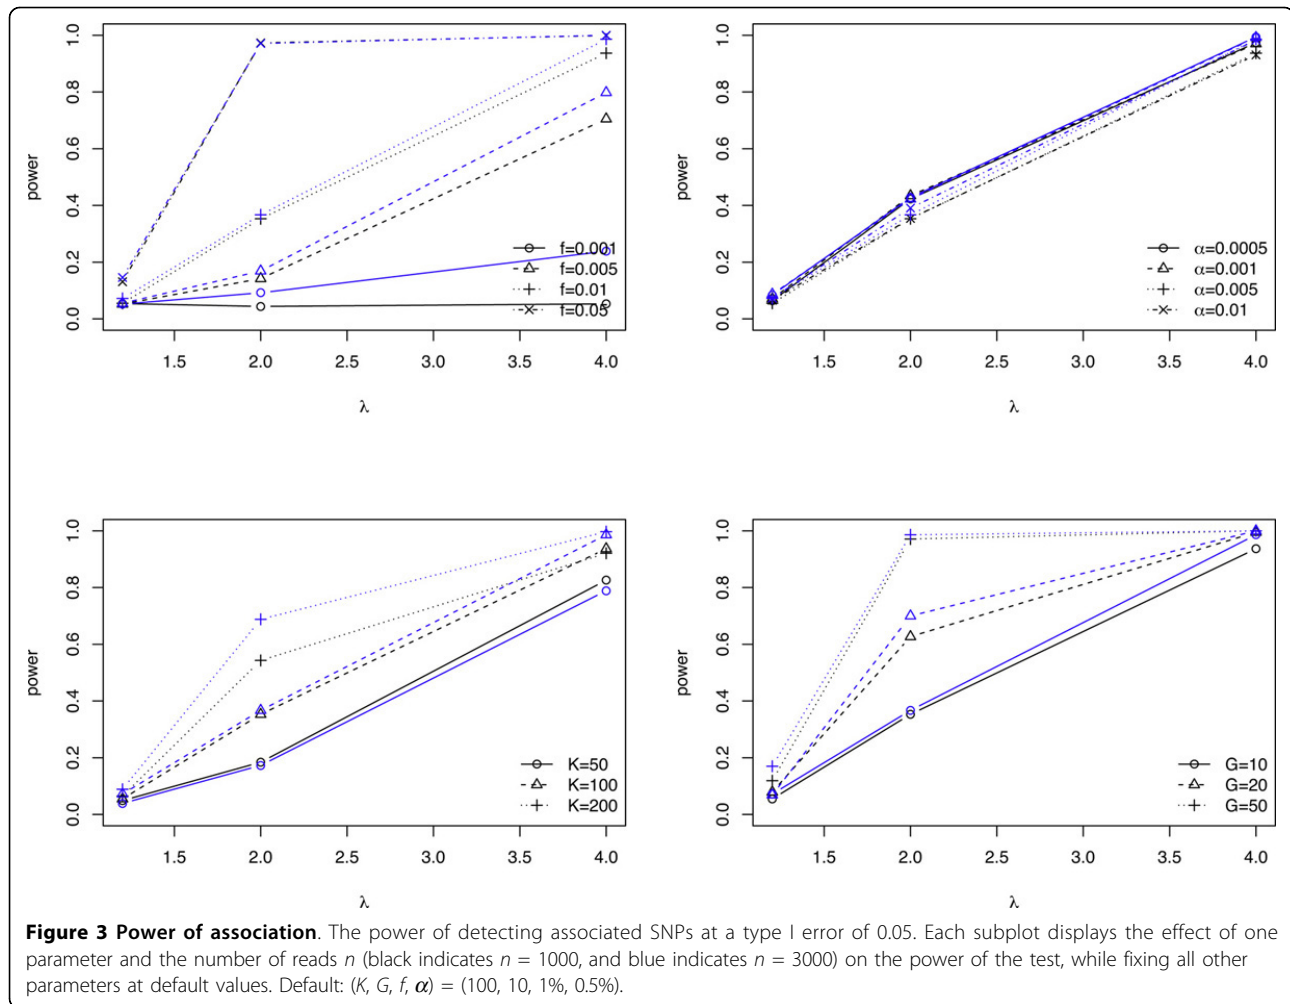 power
1.0
0.8
0.6
0.4
0.2
0.0
f=0.001
f=0.005
f=0.01
f=0.05
1.5 2.0 2.5 3.0 3.5 4.0
λ
power
1.0
0.8
0.6
0.4
0.2
0.0
α=0.0005
α=0.001
α=0.005
α=0.01
1.5 2.0 2.5 3.0 3.5 4.0
λ
power
1.0
0.8
0.6
0.4
0.2
0.0
K=50
K=100
K=200
1.5 2.0 2.5 3.0 3.5 4.0
λ
power
1.0
0.8
0.6
0.4
0.2
0.0
G=10
G=20
G=50
1.5 2.0 2.5 3.0 3.5 4.0
λ
Figure 3 Power of association. The power of detecting associated SNPs at a type I error of 0.05. Each subplot displays the effect of one
parameter and the number of reads n (black indicates n = 1000, and blue indicates n = 3000) on the power of the test, while fixing all other
parameters at default values. Default: (K, G, f, α) = (100, 10, 1%, 0.5%).